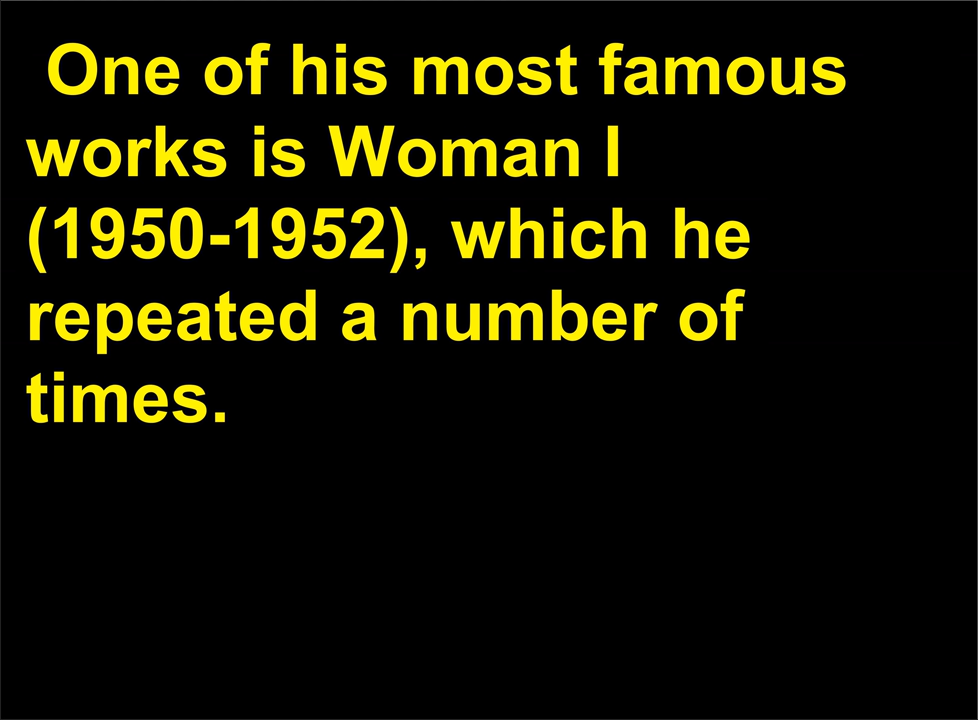 One of his most famous
works is Woman I
(1950-1952), which he
repeated a number of
times.